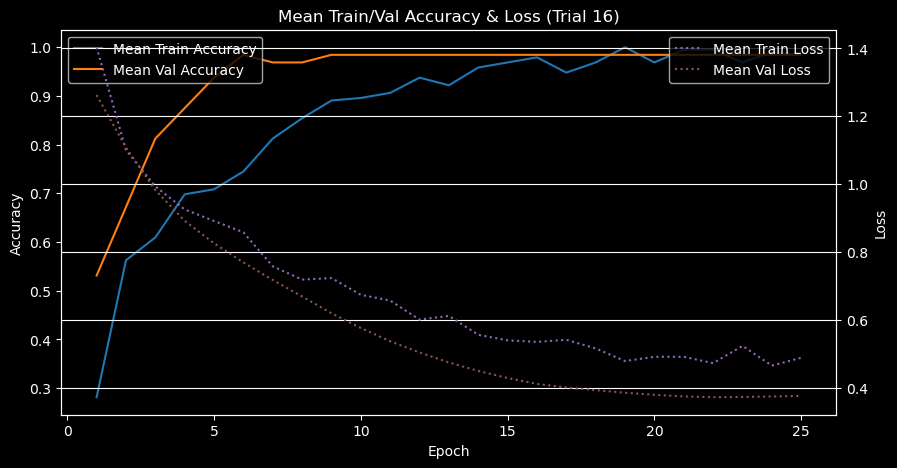 Mean Train/Val Accuracy & Loss (Trial 16)
Mean Train Accuracy
Mean Val Accuracy
Mean Train Loss
Mean Val Loss
1.0
0.9
0.8
0.7
0.6
0.5
0.4
0.3
Accuracy
1.4
1.2
1.0
0.8
0.6
0.4
Loss
0 5 10 15 20 25
Epoch